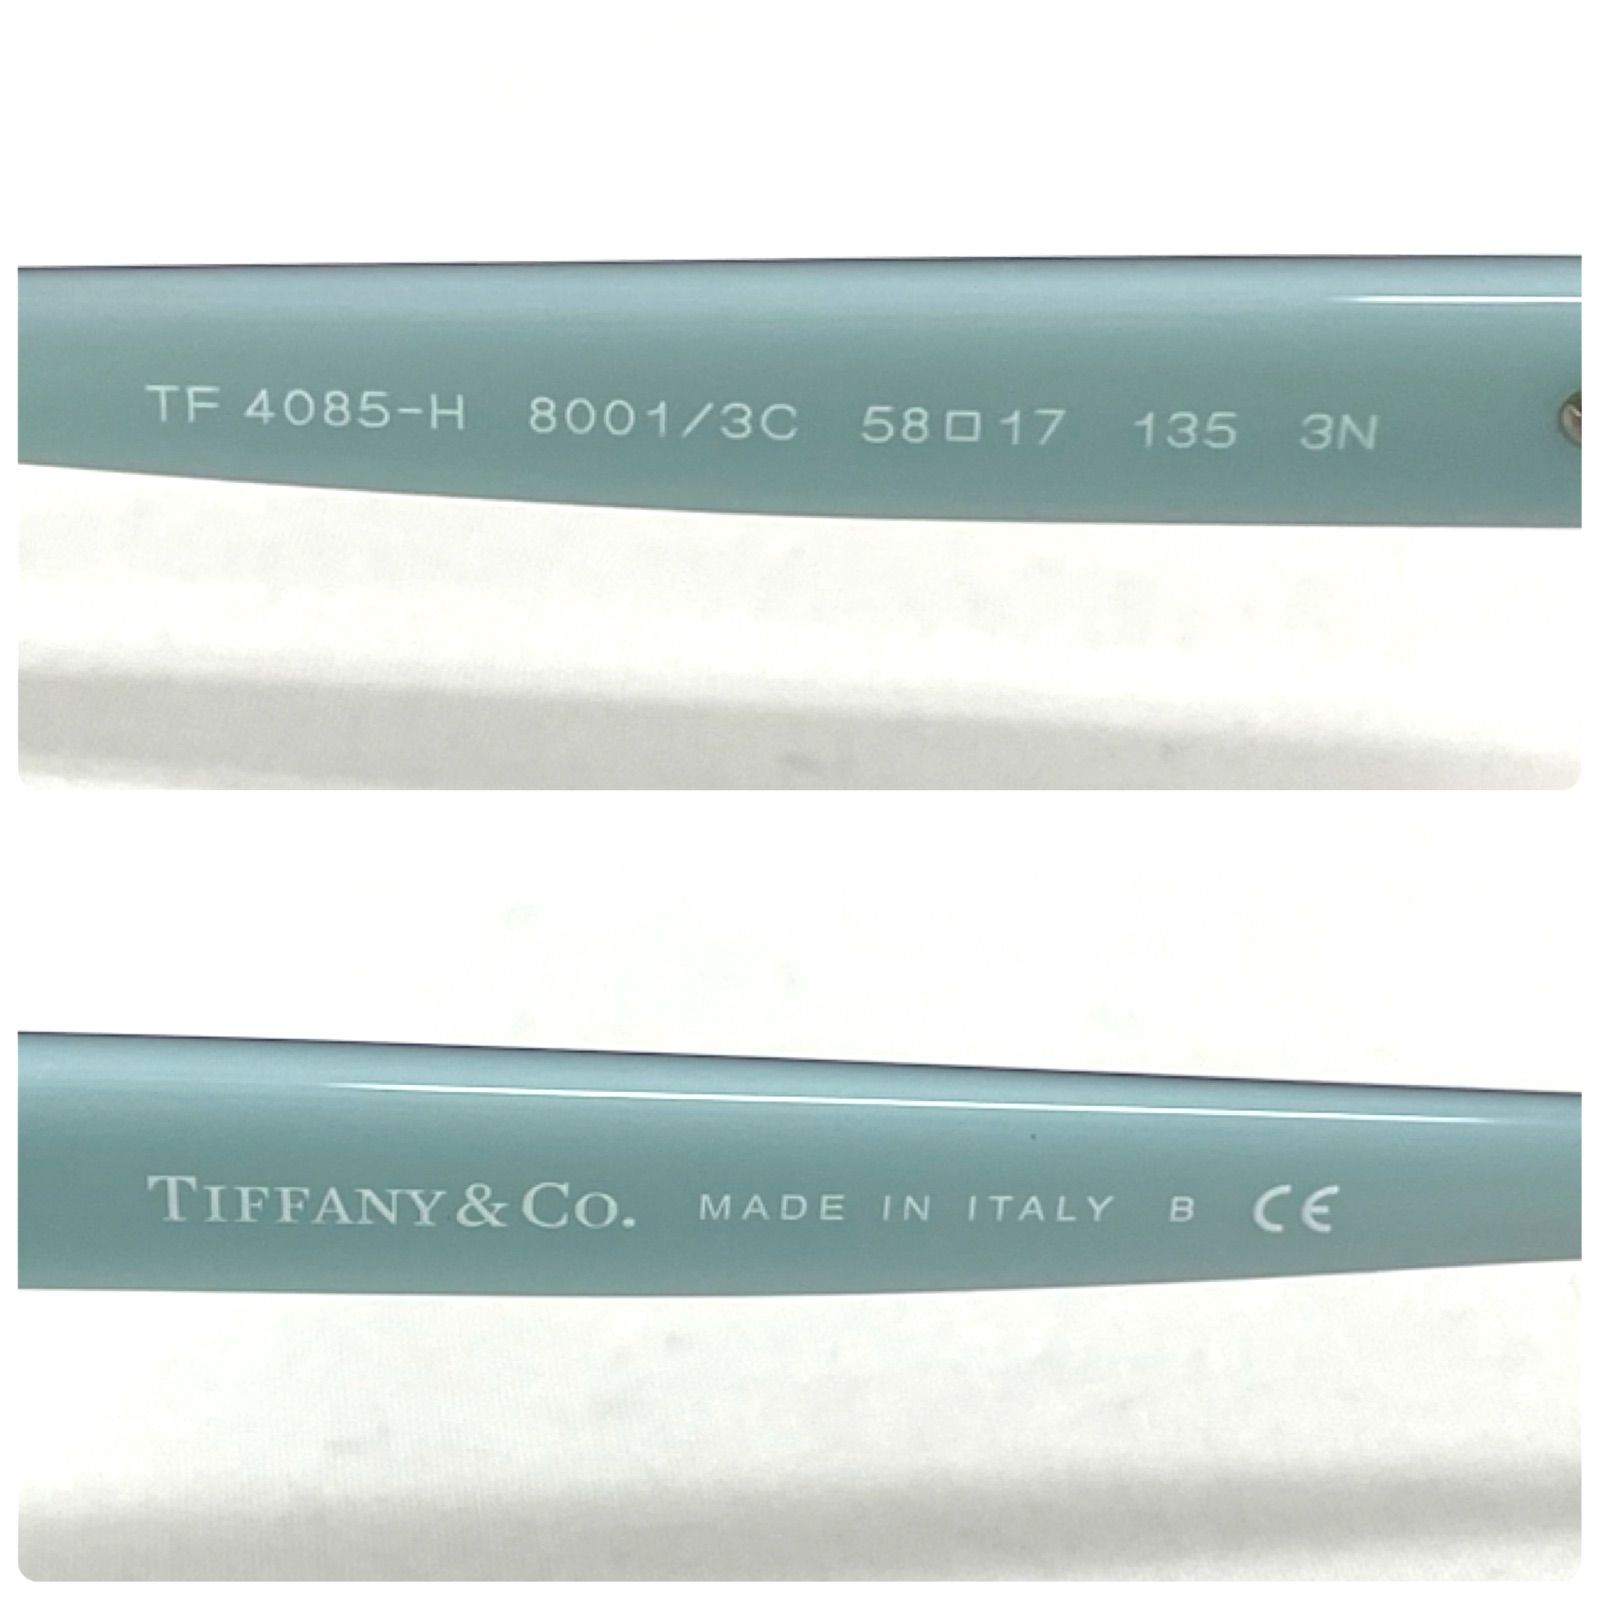 TF 4085-H 8001/3C 58□17 135 3N
TIFFANY & CO. MADE IN ITALY B CE